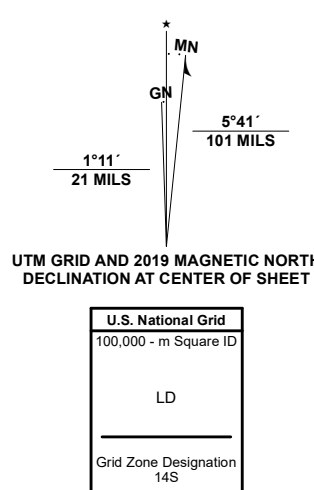 ★
MN
GN
5°41´
101 MILS
1°11´
21 MILS
UTM GRID AND 2019 MAGNETIC NORTH
DECLINATION AT CENTER OF SHEET
U.S. National Grid
100,000 - m Square ID
LD
Grid Zone Designation
14S